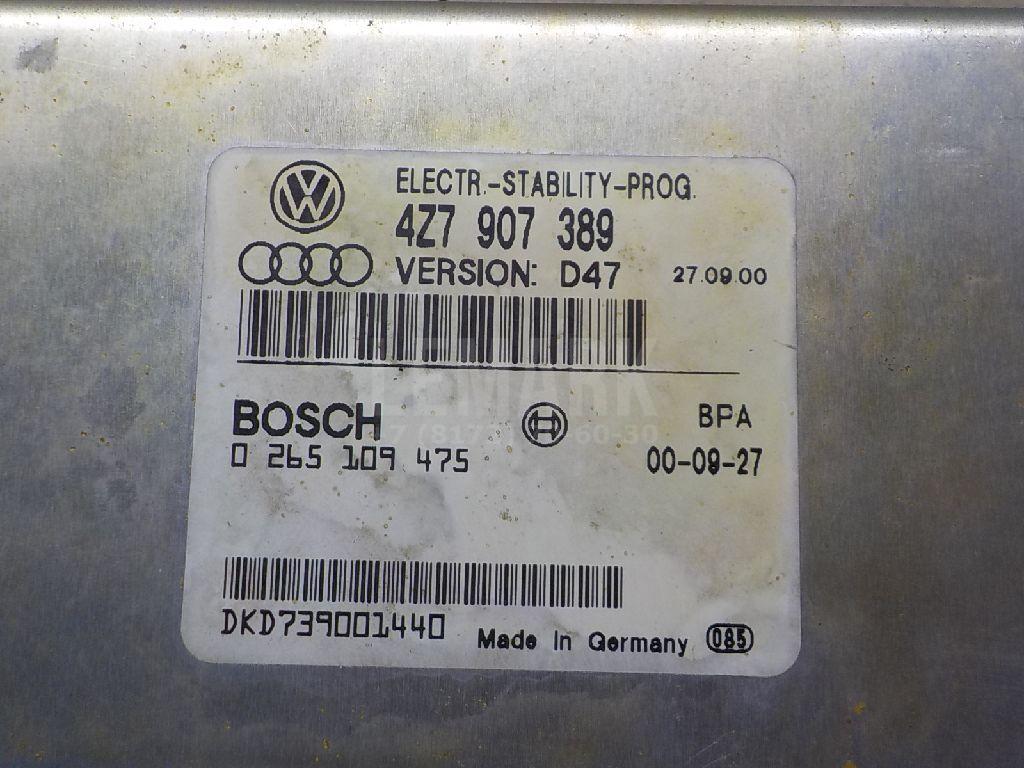 ELECTR.-STABILITY-PROG.
4Z7 907 389
VERSION: D47 27.09.00
LEMARK
BOSCH BPA
0 265 109 475 00-09-27
DKD739001440 Made In Germany 085